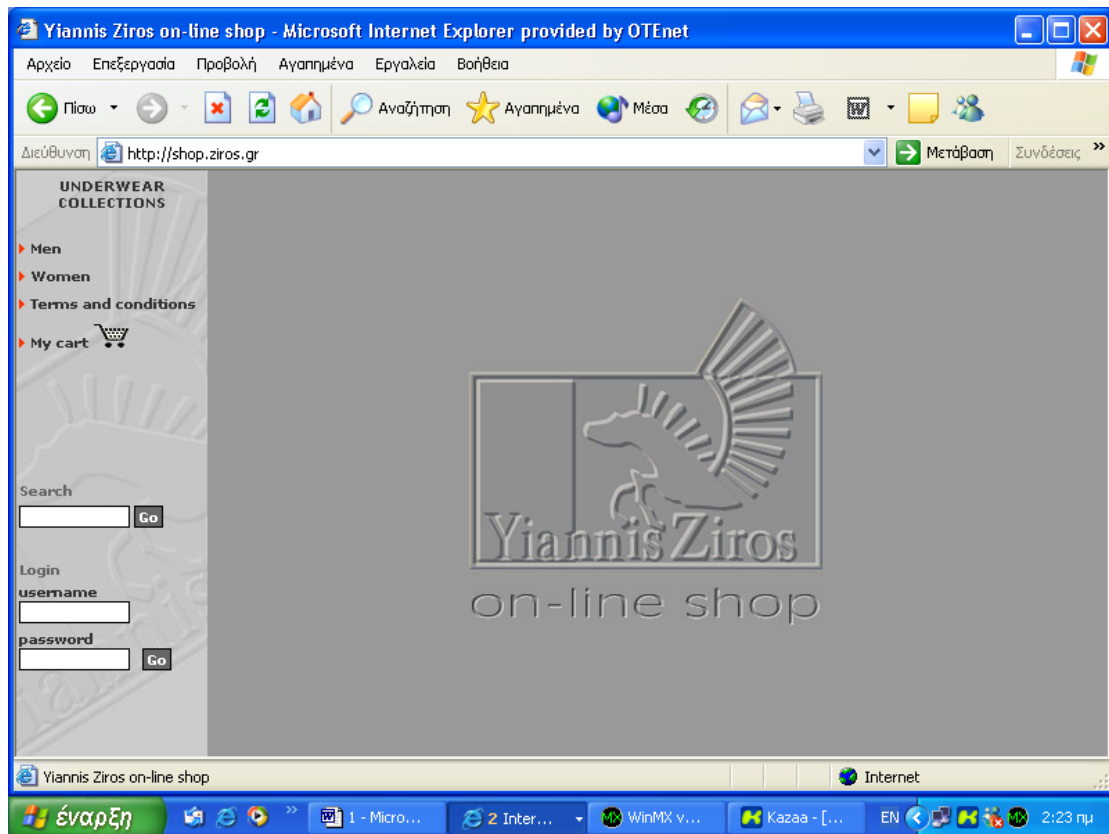 Yiannis Ziros on-line shop - Microsoft Internet Explorer provided by OTEnet
Αρχείο Επεξεργασία Προβολή Αγαπημένα Εργαλεία Βοήθεια
Πίσω Αναζήτηση Αγαπημένα Μέσα
Διεύθυνση http://shop.ziros.gr Μετάβαση Συνδέσεις »
UNDERWEAR
COLLECTIONS
Men
Women
Terms and conditions
My cart
Search
Go
Login
username
password
Go
Yiannis Ziros
on-line shop
Yiannis Ziros on-line shop Internet
έναρξη » 1 - Micro... 2 Inter... WinMX v... Kazaa - [... EN 2:23 πμ